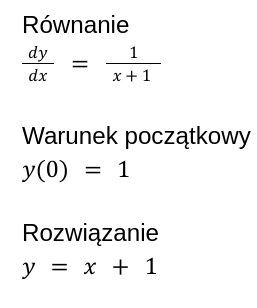 Równanie
dy/dx = 1/(x + 1)
Warunek początkowy
y(0) = 1
Rozwiązanie
y = x + 1